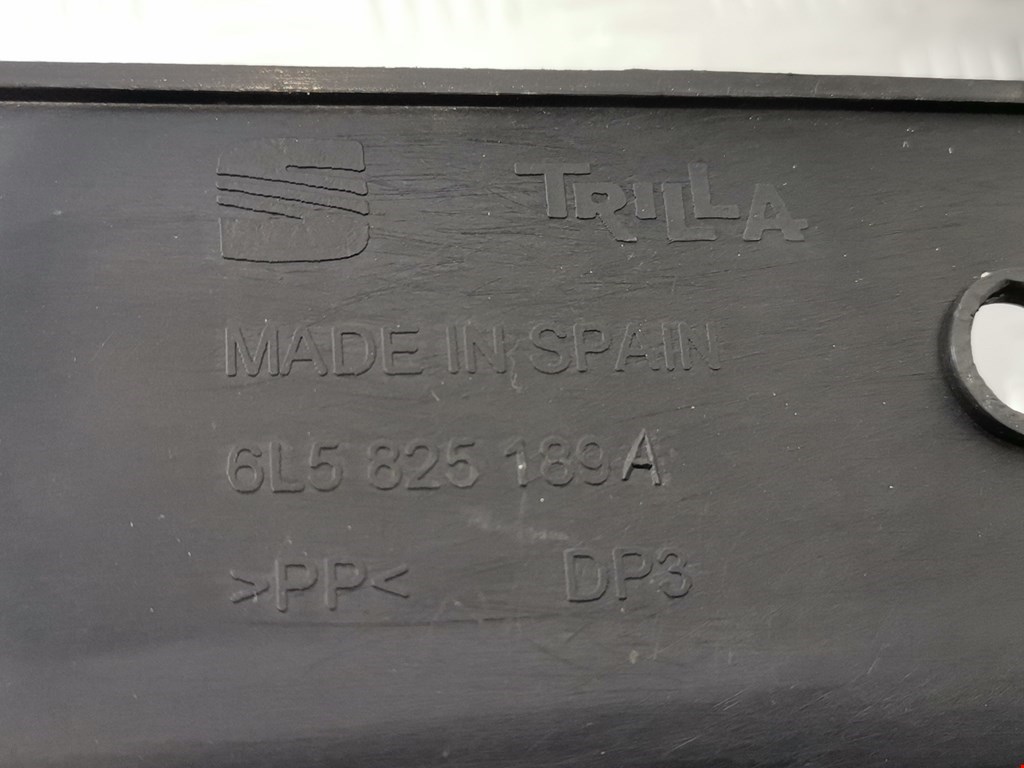 TRILLA
MADE IN SPAIN
6L5 825 189 A
>PP< DP3